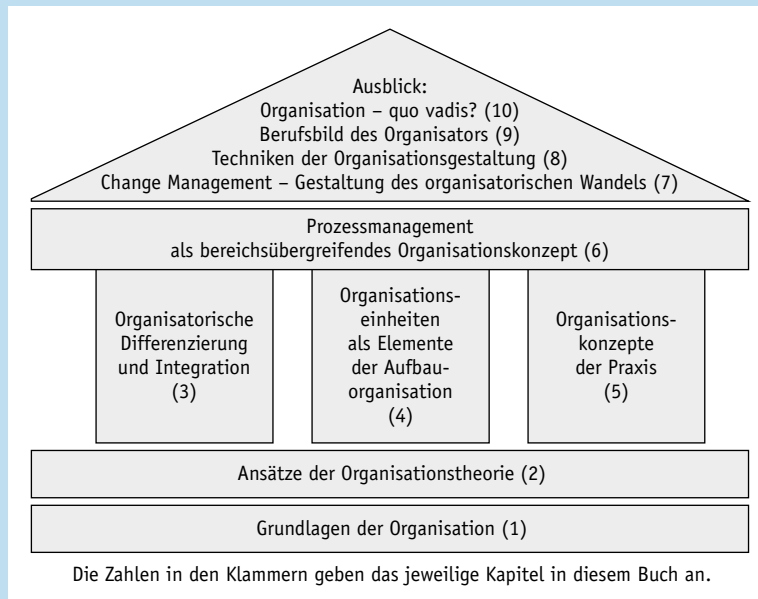 Ausblick:
Organisation – quo vadis? (10)
Berufsbild des Organisators (9)
Techniken der Organisationsgestaltung (8)
Change Management – Gestaltung des organisatorischen Wandels (7)
Prozessmanagement
als bereichsübergreifendes Organisationskonzept (6)
Organisatorische
Differenzierung
und Integration
(3)
Organisations-
einheiten
als Elemente
der Aufbau-
organisation
(4)
Organisations-
konzepte
der Praxis
(5)
Ansätze der Organisationstheorie (2)
Grundlagen der Organisation (1)
Die Zahlen in den Klammern geben das jeweilige Kapitel in diesem Buch an.